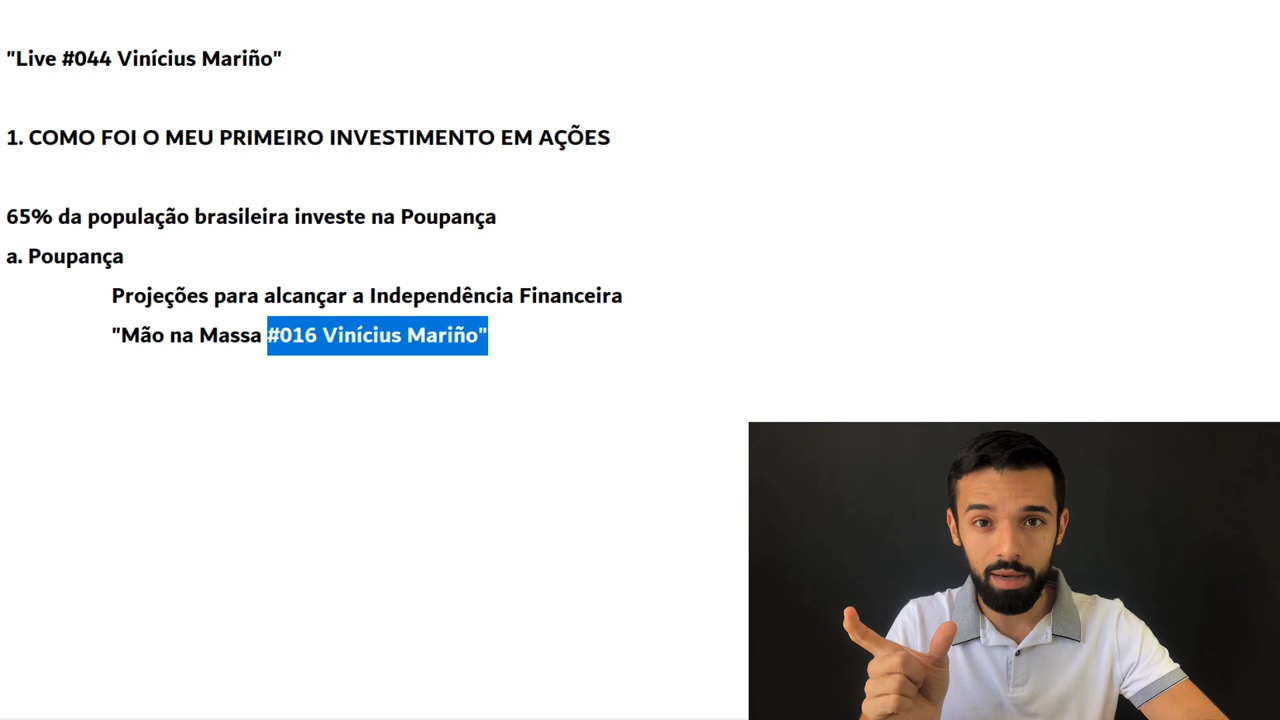 "Live #044 Vinícius Mariño"
1. COMO FOI O MEU PRIMEIRO INVESTIMENTO EM AÇÕES
65% da população brasileira investe na Poupança
a. Poupança
Projeções para alcançar a Independência Financeira
"Mão na Massa #016 Vinícius Mariño"